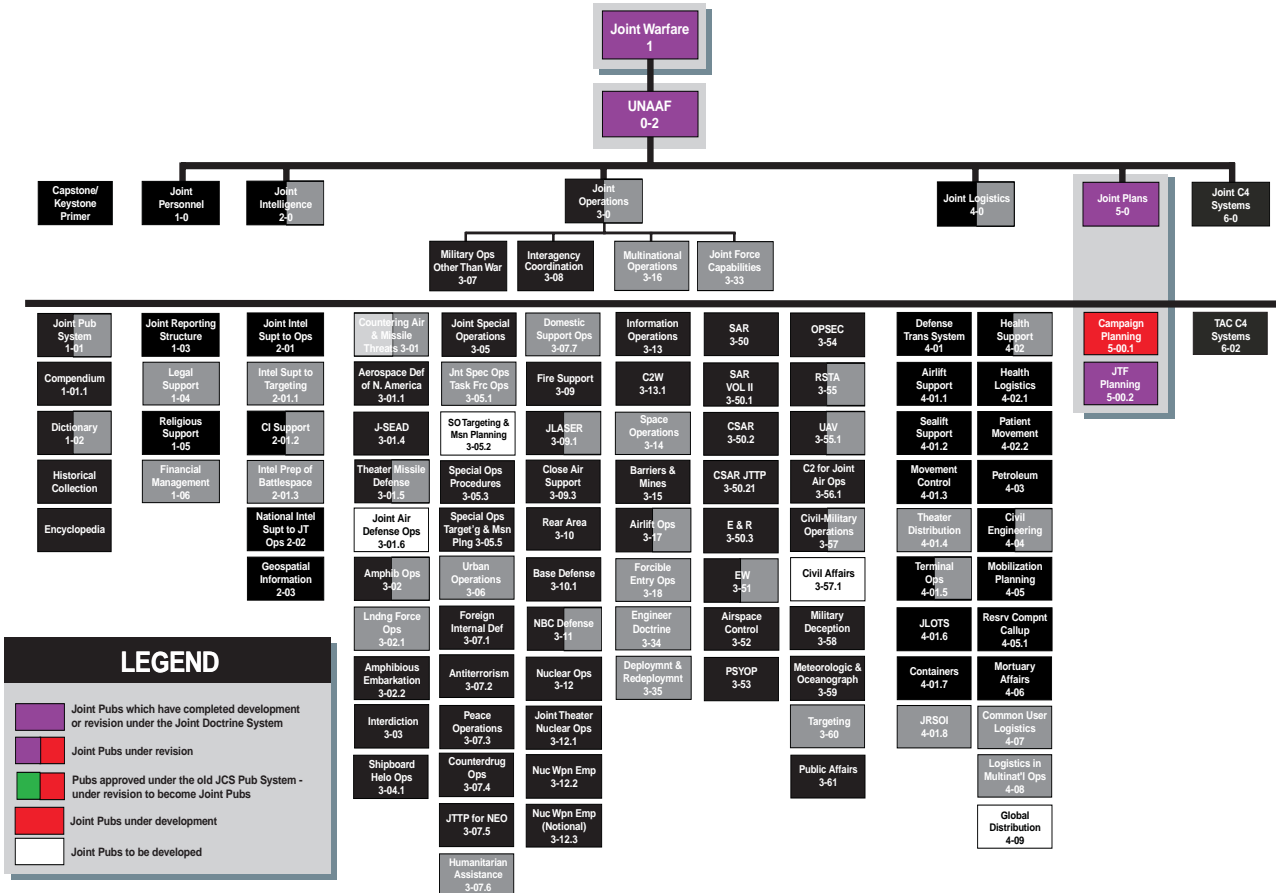 Joint Warfare
1
UNAAF
0-2
Capstone/
Keystone
Primer
Joint
Personnel
1-0
Joint
Intelligence
2-0
Joint
Operations
3-0
Joint Logistics
4-0
Joint Plans
5-0
Joint C4
Systems
6-0
Military Ops
Other Than War
3-07
Interagency
Coordination
3-08
Multinational
Operations
3-16
Joint Force
Capabilities
3-33
Joint Pub
System
1-01
Compendium
1-01.1
Dictionary
1-02
Historical
Collection
Encyclopedia
Joint Reporting
Structure
1-03
Legal
Support
1-04
Religious
Support
1-05
Financial
Management
1-06
Joint Intel
Supt to Ops
2-01
Intel Supt to
Targeting
2-01.1
CI Support
2-01.2
Intel Prep of
Battlespace
2-01.3
National Intel
Supt to JT
Ops 2-02
Geospatial
Information
2-03
Countering Air
& Missile
Threats 3-01
Aerospace Def
of N. America
3-01.1
J-SEAD
3-01.4
Theater Missile
Defense
3-01.5
Joint Air
Defense Ops
3-01.6
Amphib Ops
3-02
Lndng Force
Ops
3-02.1
Amphibious
Embarkation
3-02.2
Interdiction
3-03
Shipboard
Helo Ops
3-04.1
Joint Special
Operations
3-05
Jnt Spec Ops
Task Frc Ops
3-05.1
SO Targeting &
Msn Planning
3-05.2
Special Ops
Procedures
3-05.3
Special Ops
Target'g & Msn
Plng 3-05.5
Urban
Operations
3-06
Foreign
Internal Def
3-07.1
Antiterrorism
3-07.2
Peace
Operations
3-07.3
Counterdrug
Ops
3-07.4
JTTP for NEO
3-07.5
Humanitarian
Assistance
3-07.6
Domestic
Support Ops
3-07.7
Fire Support
3-09
JLASER
3-09.1
Close Air
Support
3-09.3
Rear Area
3-10
Base Defense
3-10.1
NBC Defense
3-11
Nuclear Ops
3-12
Joint Theater
Nuclear Ops
3-12.1
Nuc Wpn Emp
3-12.2
Nuc Wpn Emp
(Notional)
3-12.3
Information
Operations
3-13
C2W
3-13.1
Space
Operations
3-14
Barriers &
Mines
3-15
Airlift Ops
3-17
Forcible
Entry Ops
3-18
Engineer
Doctrine
3-34
Deploymnt &
Redeploymnt
3-35
SAR
3-50
SAR
VOL II
3-50.1
CSAR
3-50.2
CSAR JTTP
3-50.21
E & R
3-50.3
EW
3-51
Airspace
Control
3-52
PSYOP
3-53
OPSEC
3-54
RSTA
3-55
UAV
3-55.1
C2 for Joint
Air Ops
3-56.1
Civil-Military
Operations
3-57
Civil Affairs
3-57.1
Military
Deception
3-58
Meteorologic &
Oceanograph
3-59
Targeting
3-60
Public Affairs
3-61
Defense
Trans System
4-01
Airlift
Support
4-01.1
Sealift
Support
4-01.2
Movement
Control
4-01.3
Theater
Distribution
4-01.4
Terminal
Ops
4-01.5
JLOTS
4-01.6
Containers
4-01.7
JRSOI
4-01.8
Health
Support
4-02
Health
Logistics
4-02.1
Patient
Movement
4-02.2
Petroleum
4-03
Civil
Engineering
4-04
Mobilization
Planning
4-05
Resrv Compnt
Callup
4-05.1
Mortuary
Affairs
4-06
Common User
Logistics
4-07
Logistics in
Multinat'l Ops
4-08
Global
Distribution
4-09
Campaign
Planning
5-00.1
JTF
Planning
5-00.2
TAC C4
Systems
6-02
LEGEND
Joint Pubs which have completed development
or revision under the Joint Doctrine System
Joint Pubs under revision
Pubs approved under the old JCS Pub System -
under revision to become Joint Pubs
Joint Pubs under development
Joint Pubs to be developed